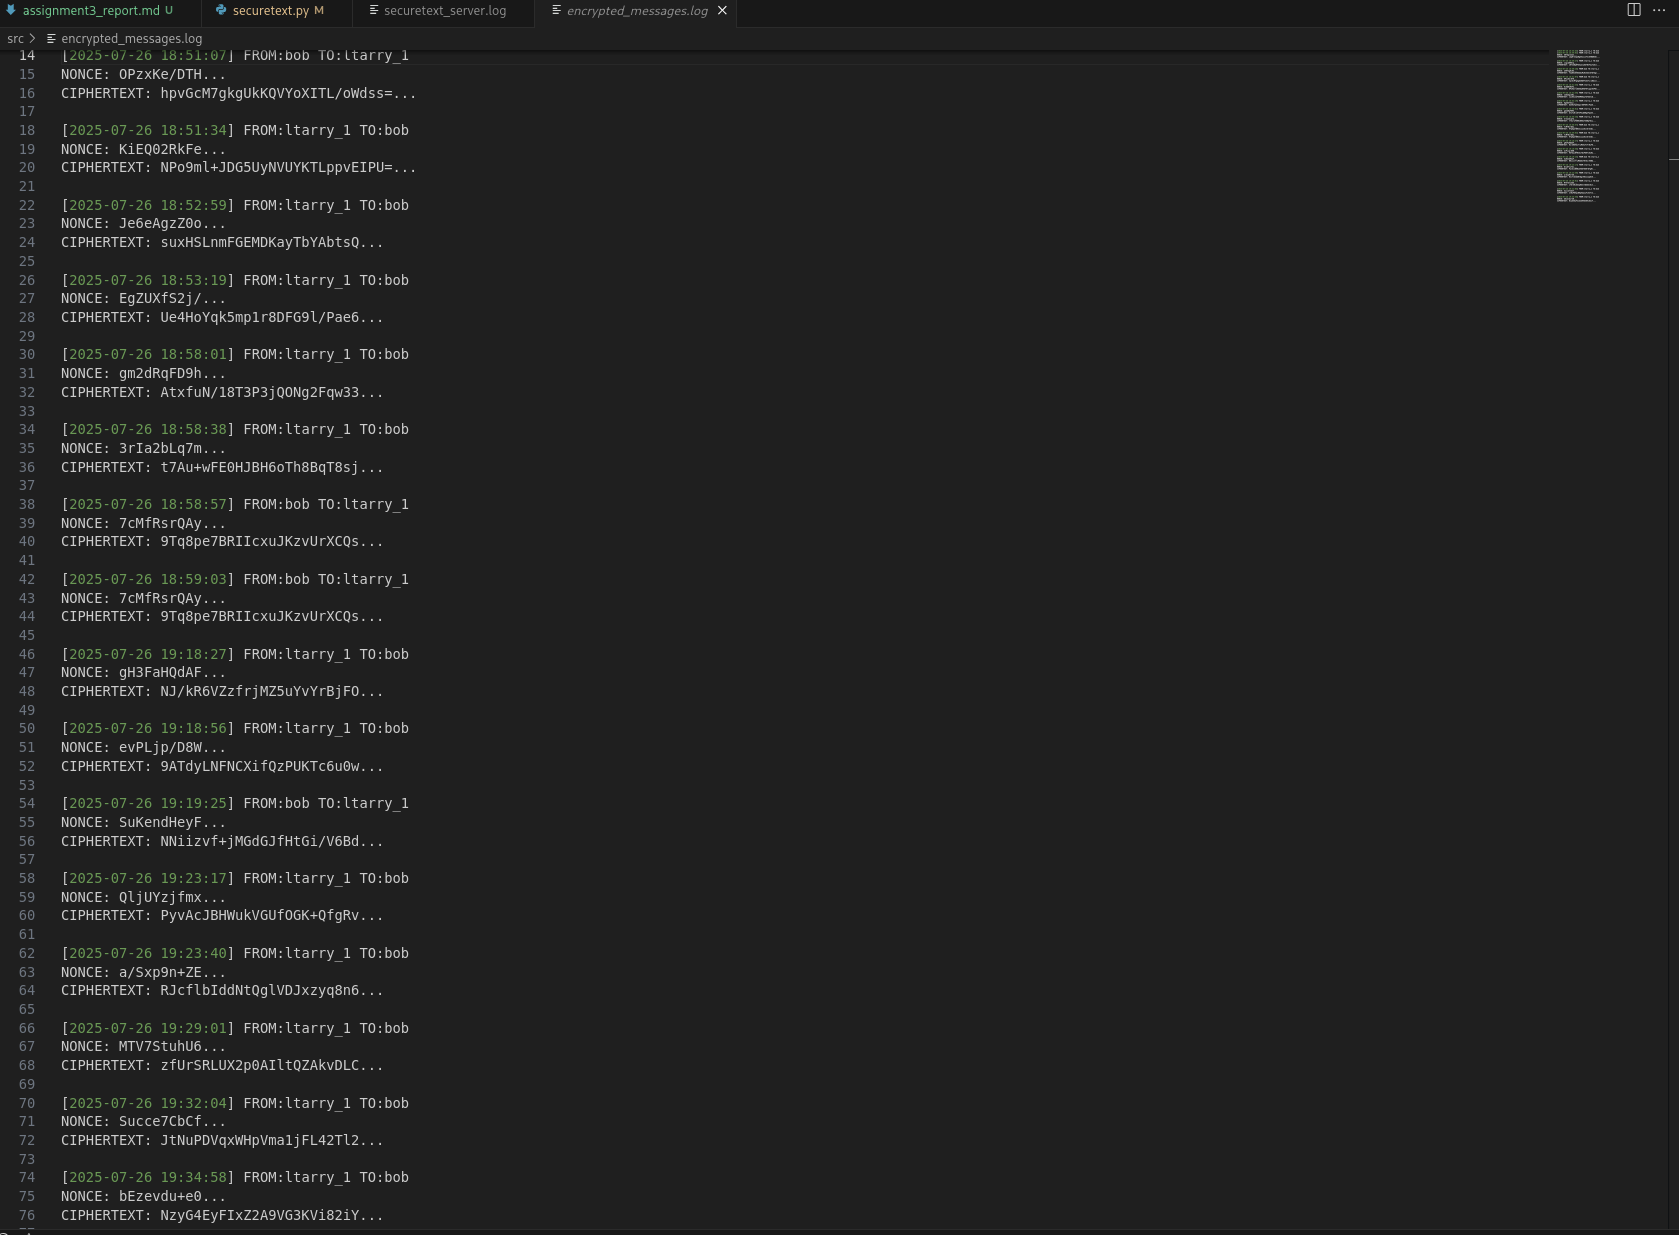 assignment3_report.md U securetext.py M securetext_server.log encrypted_messages.log
src > encrypted_messages.log
14 [2025-07-26 18:51:07] FROM:bob TO:ltarry_1
15 NONCE: OPzxKe/DTH...
16 CIPHERTEXT: hpvGcM7gkgUkKQVYoXITL/oWdss=...
17
18 [2025-07-26 18:51:34] FROM:ltarry_1 TO:bob
19 NONCE: KiEQ02RkFe...
20 CIPHERTEXT: NPo9ml+JDG5UyNVUYKTLppvEIPU=...
21
22 [2025-07-26 18:52:59] FROM:ltarry_1 TO:bob
23 NONCE: Je6eAgzZ0o...
24 CIPHERTEXT: suxHSLnmFGEMDKayTbYAbtsQ...
25
26 [2025-07-26 18:53:19] FROM:ltarry_1 TO:bob
27 NONCE: EgZUXfS2j/...
28 CIPHERTEXT: Ue4HoYqk5mp1r8DFG9l/Pae6...
29
30 [2025-07-26 18:58:01] FROM:ltarry_1 TO:bob
31 NONCE: gm2dRqFD9h...
32 CIPHERTEXT: AtxfuN/18T3P3jQONg2Fqw33...
33
34 [2025-07-26 18:58:38] FROM:ltarry_1 TO:bob
35 NONCE: 3rIa2bLq7m...
36 CIPHERTEXT: t7Au+wFE0HJBH6oTh8BqT8sj...
37
38 [2025-07-26 18:58:57] FROM:bob TO:ltarry_1
39 NONCE: 7cMfRsrQAy...
40 CIPHERTEXT: 9Tq8pe7BRIIcxuJKzvUrXCQs...
41
42 [2025-07-26 18:59:03] FROM:bob TO:ltarry_1
43 NONCE: 7cMfRsrQAy...
44 CIPHERTEXT: 9Tq8pe7BRIIcxuJKzvUrXCQs...
45
46 [2025-07-26 19:18:27] FROM:ltarry_1 TO:bob
47 NONCE: gH3FaHQdAF...
48 CIPHERTEXT: NJ/kR6VZzfrjMZ5uYvYrBjFO...
49
50 [2025-07-26 19:18:56] FROM:ltarry_1 TO:bob
51 NONCE: evPLjp/D8W...
52 CIPHERTEXT: 9ATdyLNFNCXifQzPUKTc6u0w...
53
54 [2025-07-26 19:19:25] FROM:bob TO:ltarry_1
55 NONCE: SuKendHeyF...
56 CIPHERTEXT: NNiizvf+jMGdGJfHtGi/V6Bd...
57
58 [2025-07-26 19:23:17] FROM:ltarry_1 TO:bob
59 NONCE: QljUYzjfmx...
60 CIPHERTEXT: PyvAcJBHWukVGUfOGK+QfgRv...
61
62 [2025-07-26 19:23:40] FROM:ltarry_1 TO:bob
63 NONCE: a/Sxp9n+ZE...
64 CIPHERTEXT: RJcflbIddNtQglVDJxzyq8n6...
65
66 [2025-07-26 19:29:01] FROM:ltarry_1 TO:bob
67 NONCE: MTV7StuhU6...
68 CIPHERTEXT: zfUrSRLUX2p0AIltQZAkvDLC...
69
70 [2025-07-26 19:32:04] FROM:ltarry_1 TO:bob
71 NONCE: Succe7CbCf...
72 CIPHERTEXT: JtNuPDVqxWHpVma1jFL42Tl2...
73
74 [2025-07-26 19:34:58] FROM:ltarry_1 TO:bob
75 NONCE: bEzevdu+e0...
76 CIPHERTEXT: NzyG4EyFIxZ2A9VG3KVi82iY...